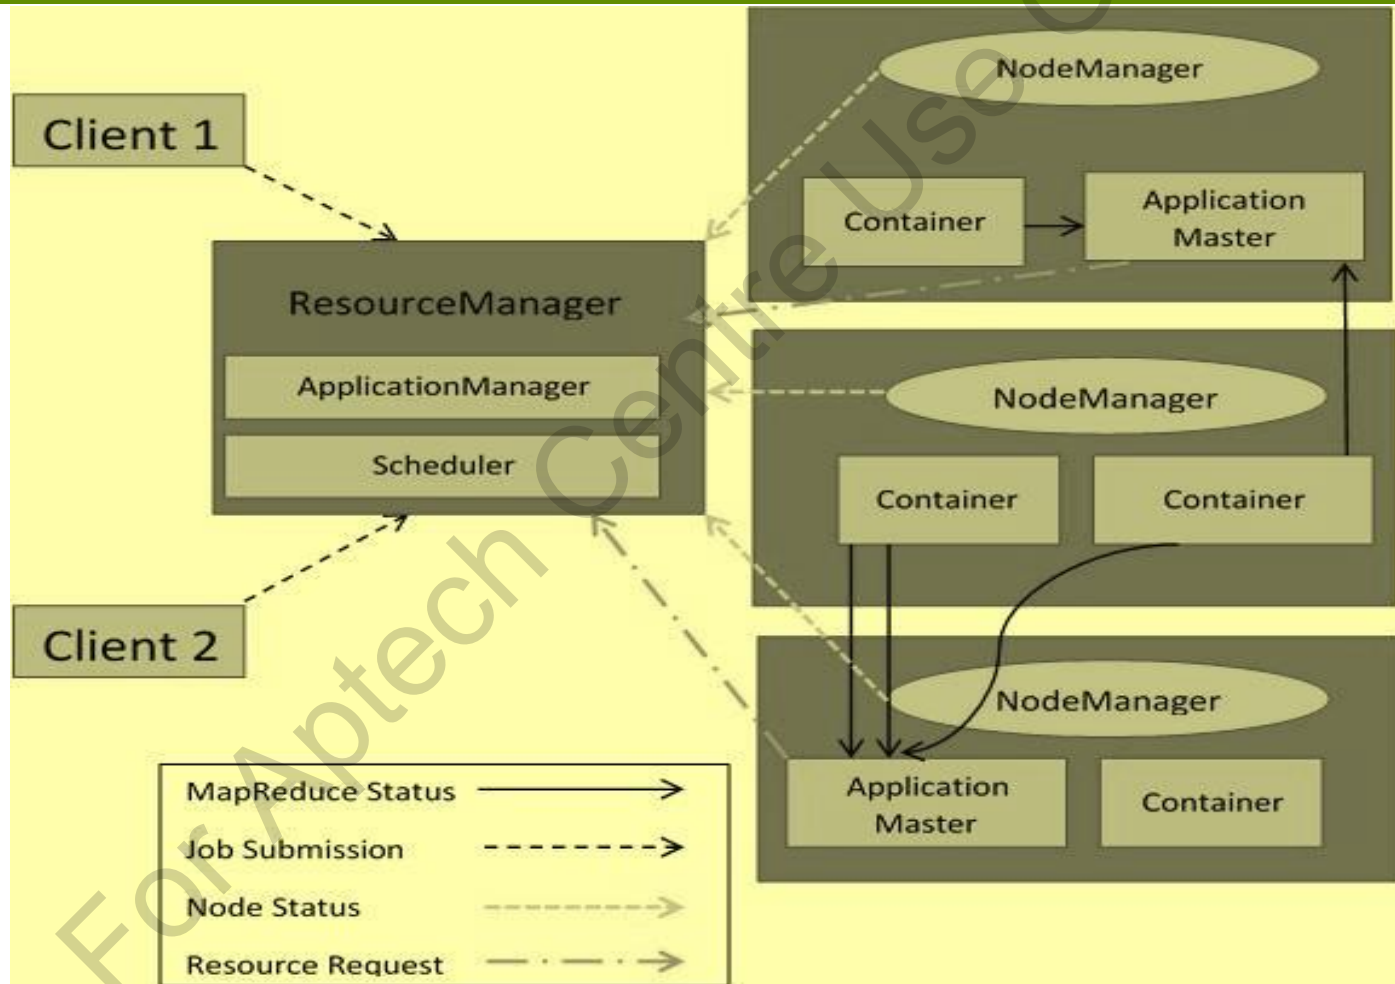 Client 1
ResourceManager
ApplicationManager
Scheduler
Client 2
NodeManager
Container
Application
Master
NodeManager
Container
Container
NodeManager
Application
Master
Container
MapReduce Status
Job Submission
Node Status
Resource Request
For Aptech Centre Use